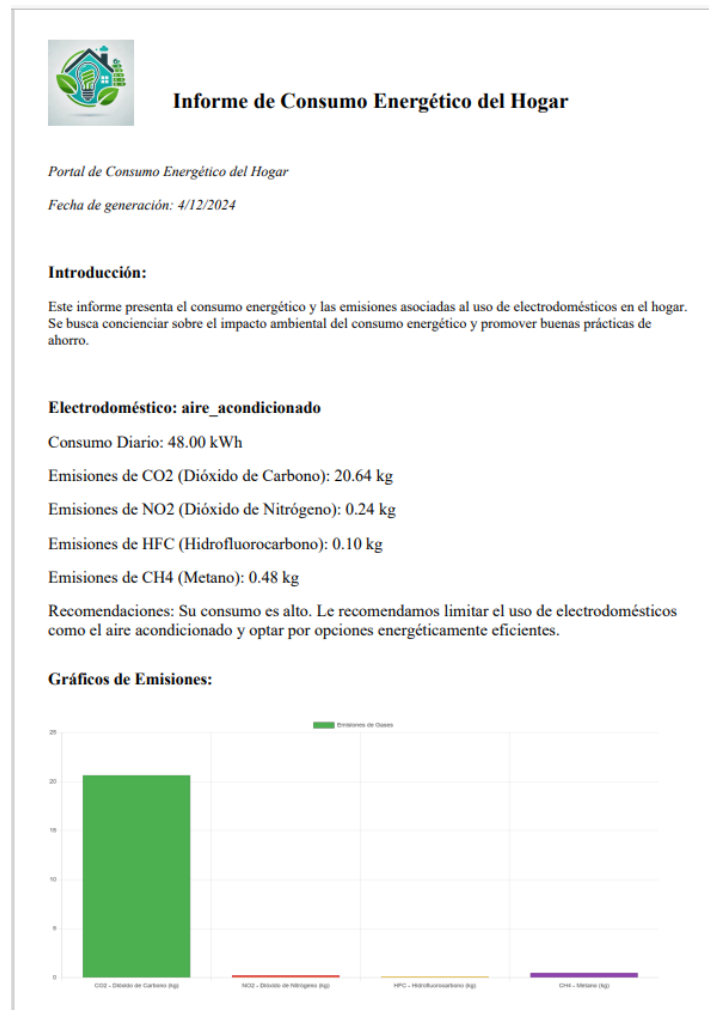 Informe de Consumo Energético del Hogar
Portal de Consumo Energético del Hogar
Fecha de generación: 4/12/2024
Introducción:
Este informe presenta el consumo energético y las emisiones asociadas al uso de electrodomésticos en el hogar.
Se busca concienciar sobre el impacto ambiental del consumo energético y promover buenas prácticas de
ahorro.
Electrodoméstico: aire_acondicionado
Consumo Diario: 48.00 kWh
Emisiones de CO2 (Dióxido de Carbono): 20.64 kg
Emisiones de NO2 (Dióxido de Nitrógeno): 0.24 kg
Emisiones de HFC (Hidrofluorocarbono): 0.10 kg
Emisiones de CH4 (Metano): 0.48 kg
Recomendaciones: Su consumo es alto. Le recomendamos limitar el uso de electrodomésticos
como el aire acondicionado y optar por opciones energéticamente eficientes.
Gráficos de Emisiones:
Emisiones de Gases
25
20
15
10
5
0
CO2 - Dióxido de Carbono (kg)
NO2 - Dióxido de Nitrógeno (kg)
HFC - Hidrofluorocarbono (kg)
CH4 - Metano (kg)